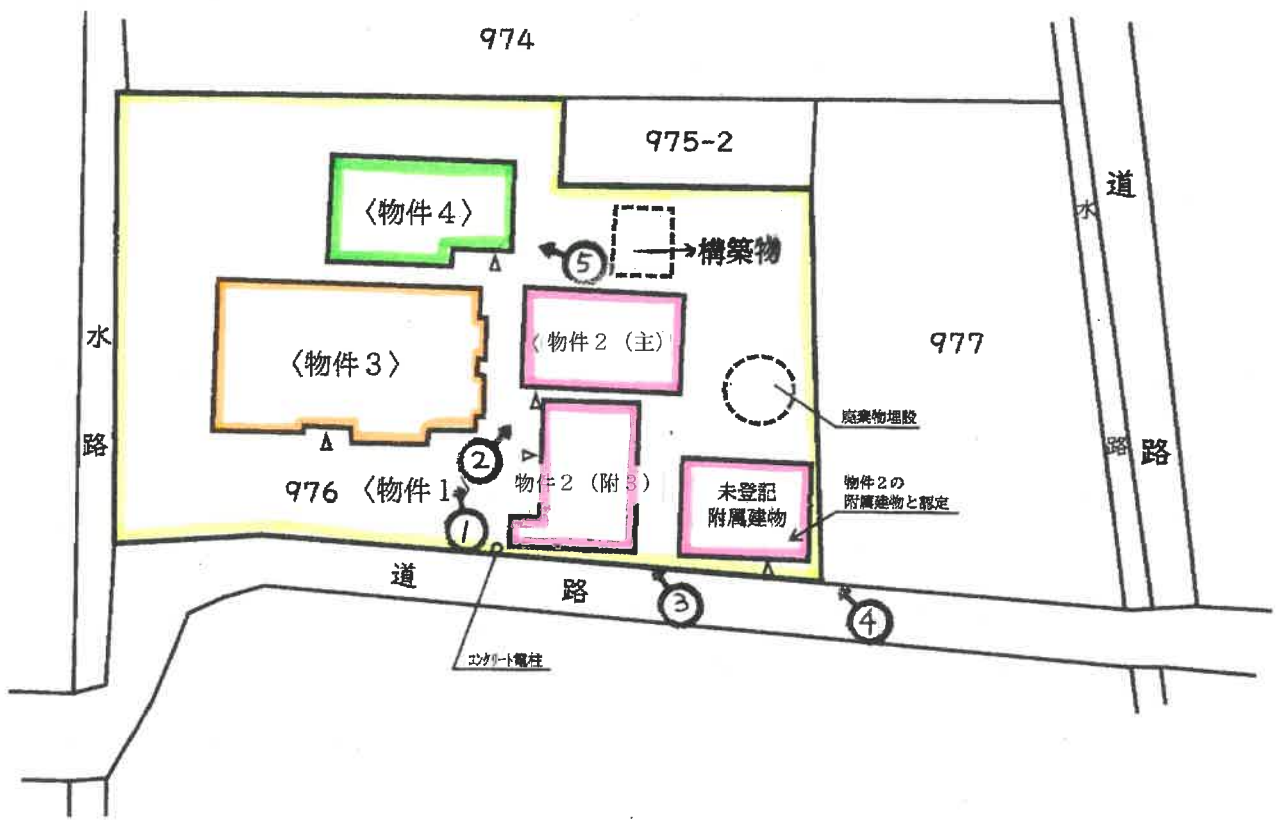 974
975-2
道
水
〈物件4〉
⑤
構築物
水
〈物件2（主）
977
〈物件3〉
廃棄物埋設
路
路
路
②
976 〈物件1〉
物件2（附3）
未登記
附属建物
物件2の
附属建物と認定
①
道
路
③
④
コンクリート電柱